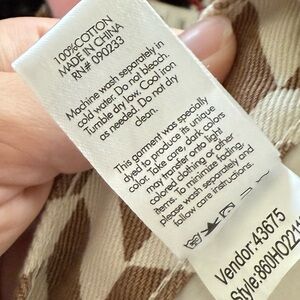 100%COTTON
MADE IN CHINA
RN# 090233
Machine wash separately in
cold water. Do not bleach.
Tumble dry low. Cool iron
as needed. Do not dry
clean.
This garment was specially
dyed to produce its unique
color. Take care, dark colors
may transfer onto light
colored clothing or other
items. To minimize fading and
please wash separately and
follow care instructions.
Vendor:43675
Style:860HO221